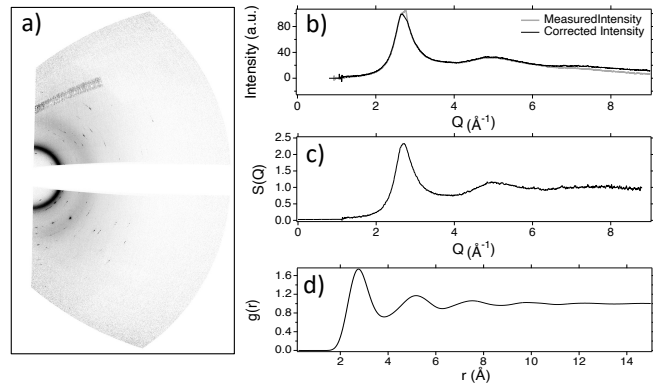 a)
b)
Intensity (a.u.)
100
80
40
0
MeasuredIntensity
Corrected Intensity
0 2 4 6 8
Q (Å⁻¹)
c)
S(Q)
2.5
2.0
1.5
1.0
0.5
0.0
0 2 4 6 8
Q (Å⁻¹)
d)
g(r)
1.6
1.2
0.8
0.4
0.0
2 4 6 8 10 12 14
r (Å)